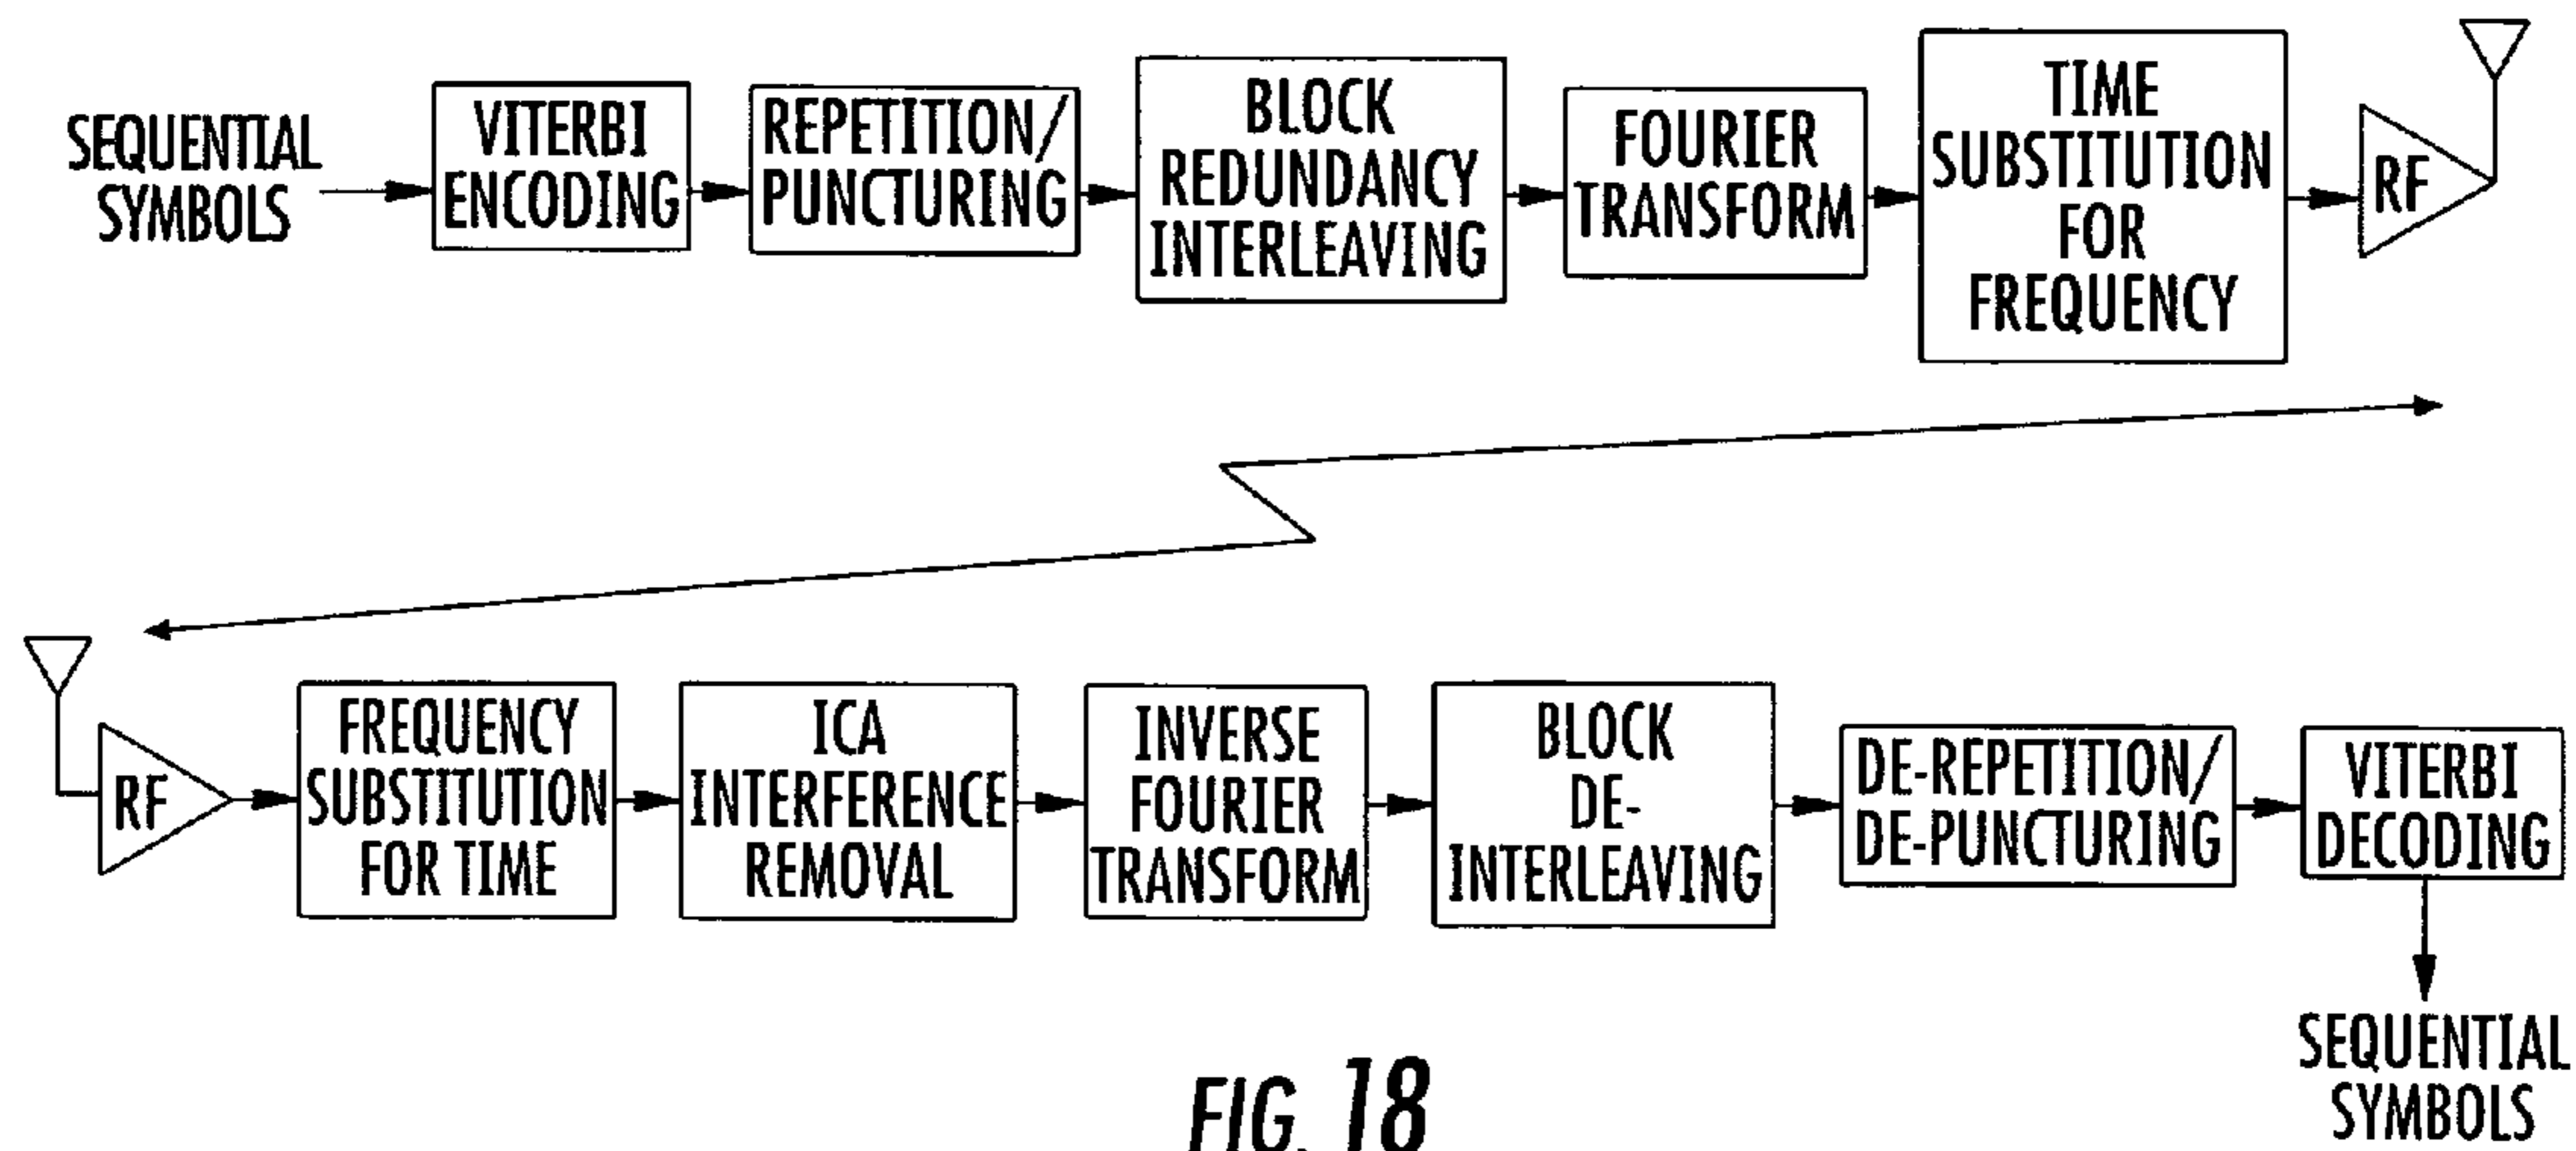 SEQUENTIAL
SYMBOLS
VITERBI
ENCODING
REPETITION/
PUNCTURING
BLOCK
REDUNDANCY
INTERLEAVING
FOURIER
TRANSFORM
TIME
SUBSTITUTION
FOR
FREQUENCY
RF
RF
FREQUENCY
SUBSTITUTION
FOR TIME
ICA
INTERFERENCE
REMOVAL
INVERSE
FOURIER
TRANSFORM
BLOCK
DE-
INTERLEAVING
DE-REPETITION/
DE-PUNCTURING
VITERBI
DECODING
SEQUENTIAL
SYMBOLS
FIG. 18